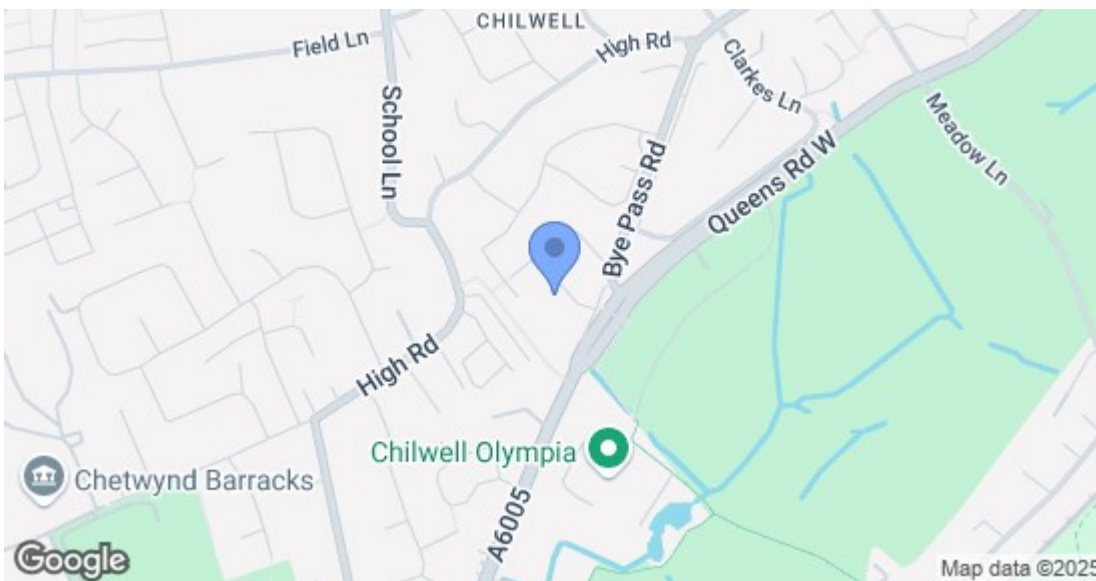 CHILWELL
Field Ln
High Rd
Clarkes Ln
School Ln
Meadow Ln
Bye Pass Rd
Queens Rd W
High Rd
Chilwell Olympia
Chetwynd Barracks
A6005
Google
Map data ©2025